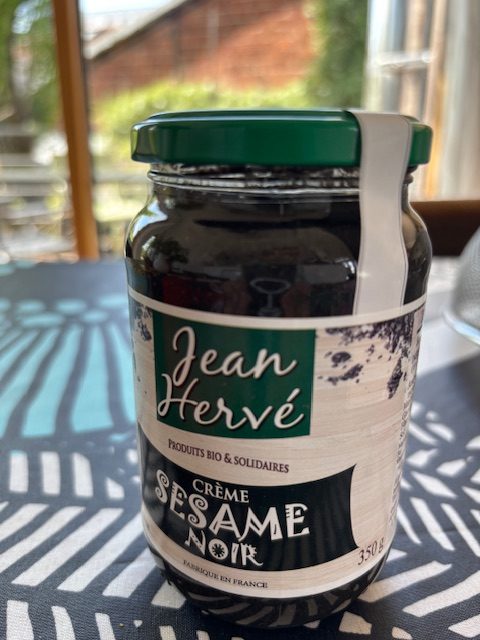 Jean
Hervé
PRODUITS BIO & SOLIDAIRES
CRÈME
SESAME
NOIR
350 g
FABRIQUÉ EN FRANCE